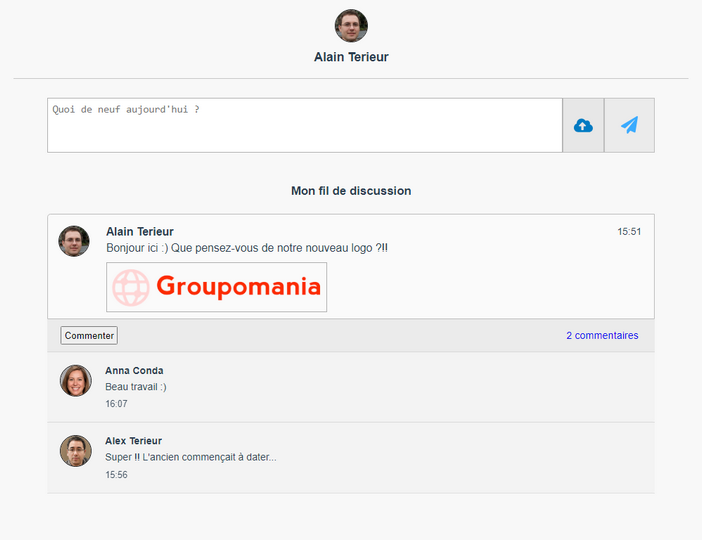 Alain Terieur
Quoi de neuf aujourd'hui ?
Mon fil de discussion
Alain Terieur
15:51
Bonjour ici :) Que pensez-vous de notre nouveau logo ?!!
Groupomania
Commenter
2 commentaires
Anna Conda
Beau travail :)
16:07
Alex Terieur
Super !! L'ancien commençait à dater...
15:56